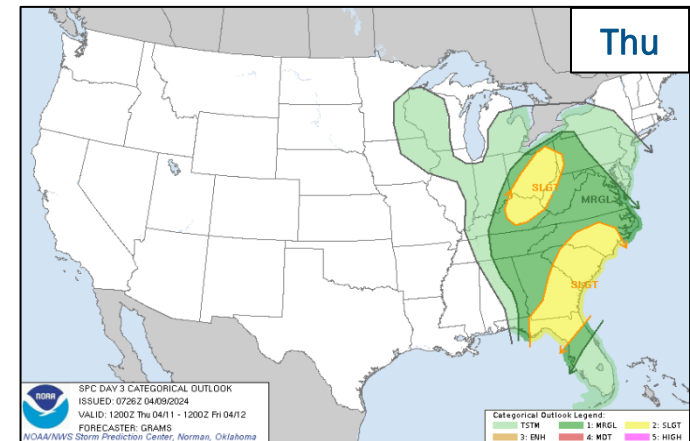 Thu
SLGT
MRGL
SLGT
NOAA
SPC DAY 3 CATEGORICAL OUTLOOK
ISSUED: 0726Z 04/09/2024
VALID: 1200Z Thu 04/11 - 1200Z Fri 04/12
FORECASTER: GRAMS
NOAA/NWS Storm Prediction Center, Norman, Oklahoma
Categorical Outlook Legend:
TSTM 1: MRGL 2: SLGT
3: ENH 4: MDT 5: HIGH